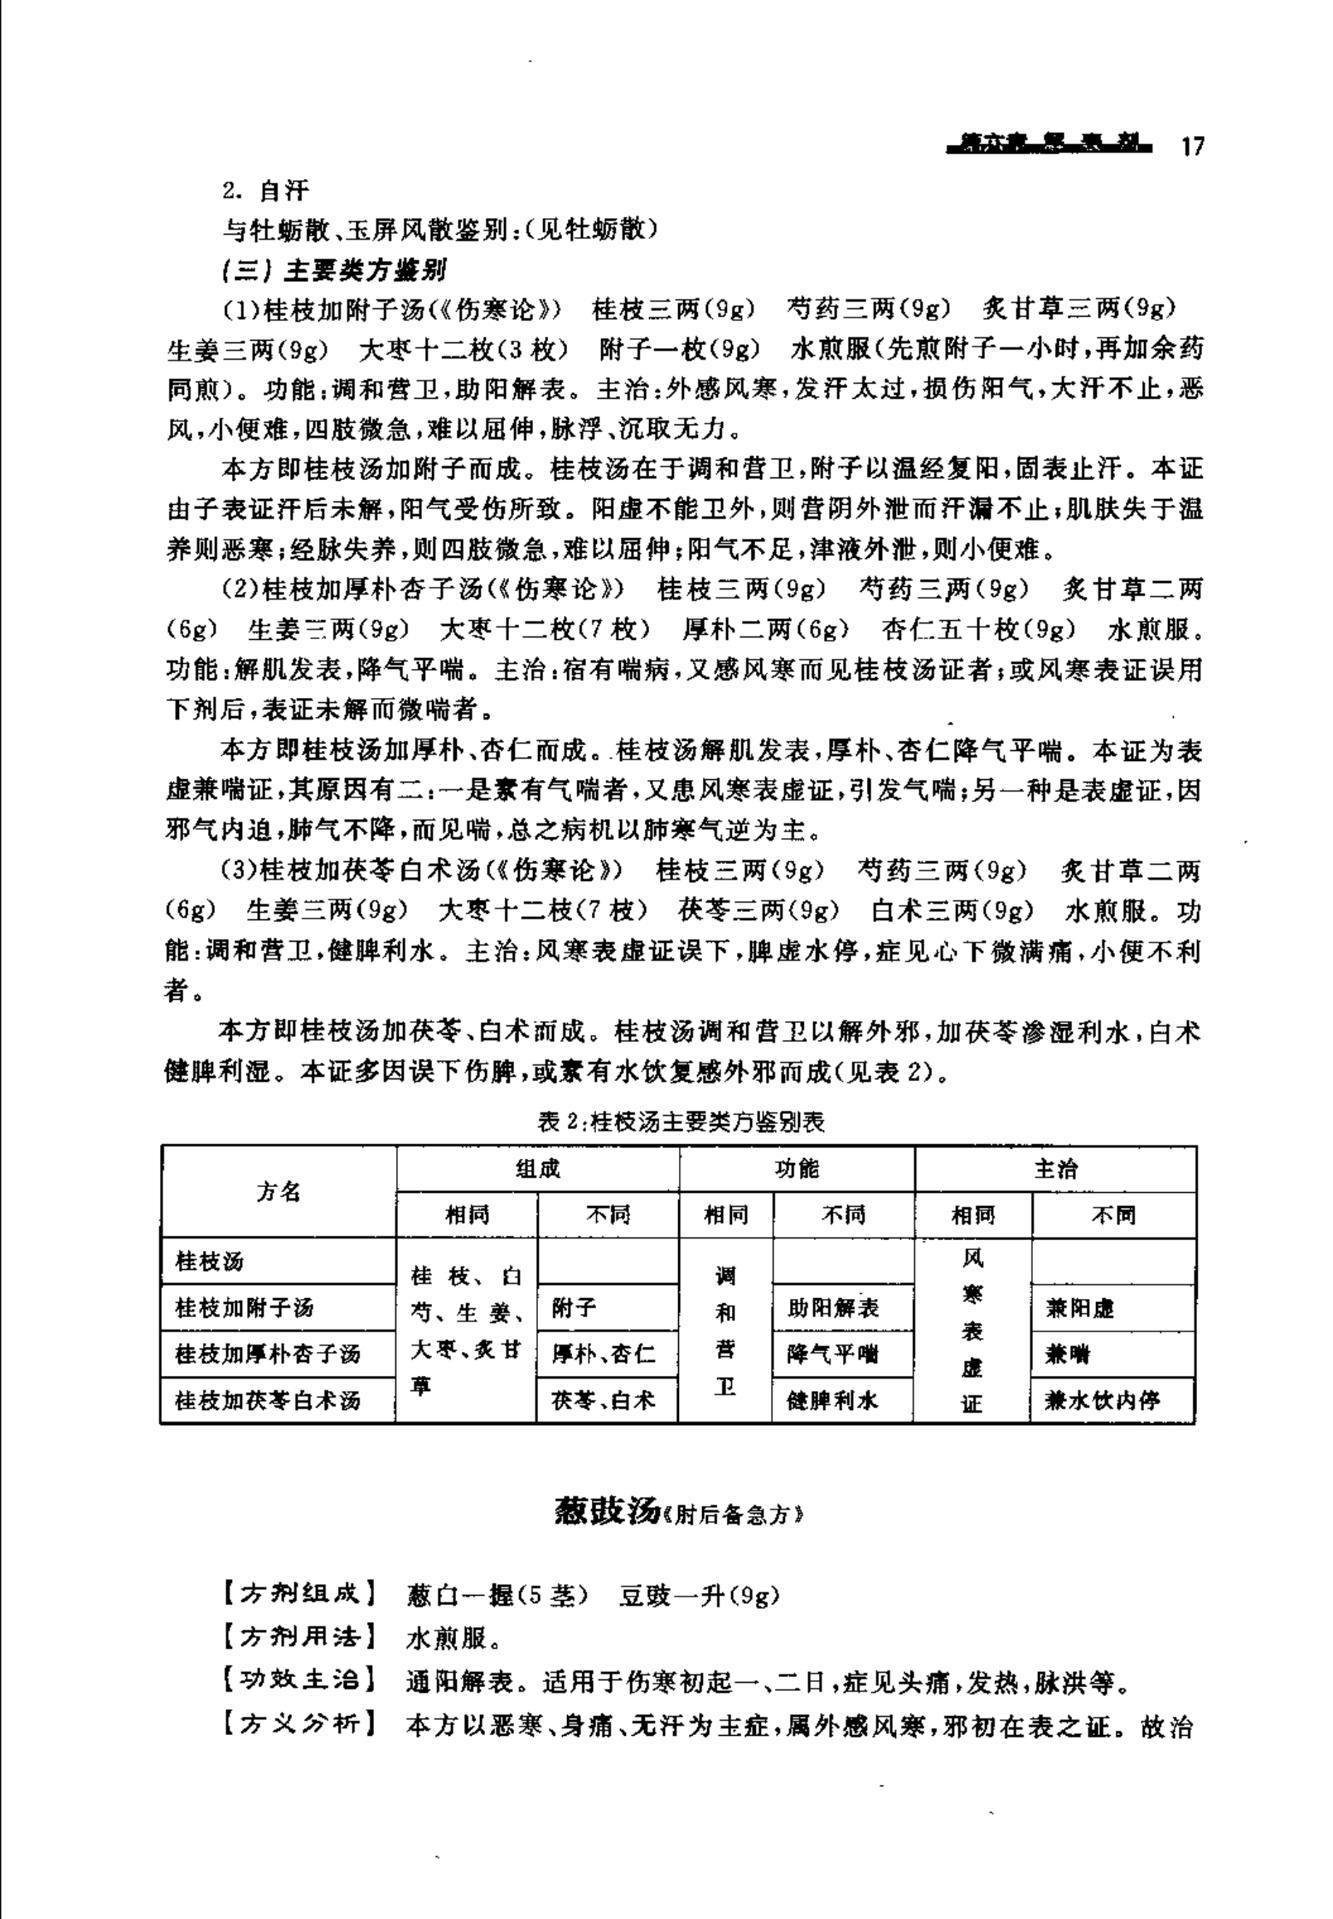 第六章 解表剂 17
2. 自汗
与牡蛎散、玉屏风散鉴别:(见牡蛎散)
(三) 主要类方鉴别
(1)桂枝加附子汤(《伤寒论》) 桂枝三两(9g) 芍药三两(9g) 炙甘草三两(9g)
生姜三两(9g) 大枣十二枚(3枚) 附子一枚(9g) 水煎服(先煎附子一小时,再加余药
同煎)。功能:调和营卫,助阳解表。主治:外感风寒,发汗太过,损伤阳气,大汗不止,恶
风,小便难,四肢微急,难以屈伸,脉浮、沉取无力。
本方即桂枝汤加附子而成。桂枝汤在于调和营卫,附子以温经复阳,固表止汗。本证
由子表证汗后未解,阳气受伤所致。阳虚不能卫外,则营阴外泄而汗漏不止;肌肤失于温
养则恶寒;经脉失养,则四肢微急,难以屈伸;阳气不足,津液外泄,则小便难。
(2)桂枝加厚朴杏子汤(《伤寒论》) 桂枝三两(9g) 芍药三两(9g) 炙甘草二两
(6g) 生姜三两(9g) 大枣十二枚(7枚) 厚朴二两(6g) 杏仁五十枚(9g) 水煎服。
功能:解肌发表,降气平喘。主治:宿有喘病,又感风寒而见桂枝汤证者;或风寒表证误用
下剂后,表证未解而微喘者。
本方即桂枝汤加厚朴、杏仁而成。桂枝汤解肌发表,厚朴、杏仁降气平喘。本证为表
虚兼喘证,其原因有二:一是素有气喘者,又患风寒表虚证,引发气喘;另一种是表虚证,因
邪气内迫,肺气不降,而见喘,总之病机以肺寒气逆为主。
(3)桂枝加茯苓白术汤(《伤寒论》) 桂枝三两(9g) 芍药三两(9g) 炙甘草二两
(6g) 生姜三两(9g) 大枣十二枝(7枝) 茯苓三两(9g) 白术三两(9g) 水煎服。功
能:调和营卫,健脾利水。主治:风寒表虚证误下,脾虚水停,症见心下微满痛,小便不利
者。
本方即桂枝汤加茯苓、白术而成。桂枝汤调和营卫以解外邪,加茯苓渗湿利水,白术
健脾利湿。本证多因误下伤脾,或素有水饮复感外邪而成(见表2)。
表2:桂枝汤主要类方鉴别表
方名 组成 功能 主治
相同 不同 相同 不同 相同 不同
桂枝汤 桂枝、白芍、生姜、大枣、炙甘草 调和营卫 风寒表虚证
桂枝加附子汤 附子 助阳解表 兼阳虚
桂枝加厚朴杏子汤 厚朴、杏仁 降气平喘 兼喘
桂枝加茯苓白术汤 茯苓、白术 健脾利水 兼水饮内停
葱豉汤《肘后备急方》
【方剂组成】 葱白一握(5茎) 豆豉一升(9g)
【方剂用法】 水煎服。
【功效主治】 通阳解表。适用于伤寒初起一、二日,症见头痛,发热,脉洪等。
【方义分析】 本方以恶寒、身痛、无汗为主症,属外感风寒,邪初在表之证。故治